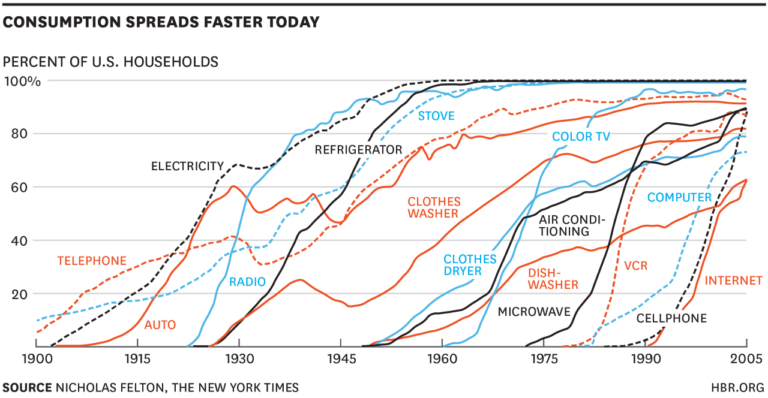 CONSUMPTION SPREADS FASTER TODAY
PERCENT OF U.S. HOUSEHOLDS
100%
80
60
40
20
STOVE
COLOR TV
REFRIGERATOR
ELECTRICITY
CLOTHES
WASHER
COMPUTER
AIR CONDI-
TIONING
TELEPHONE
CLOTHES
DRYER
VCR
RADIO
DISH-
WASHER
INTERNET
MICROWAVE
CELLPHONE
AUTO
1900
1915
1930
1945
1960
1975
1990
2005
SOURCE NICHOLAS FELTON, THE NEW YORK TIMES
HBR.ORG